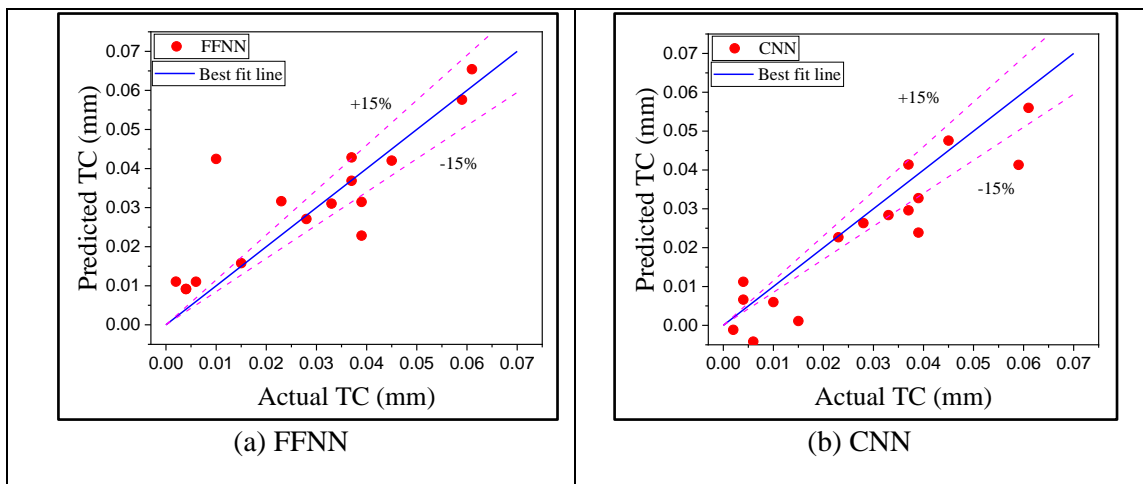 FFNN
Best fit line
0.07
0.06
0.05
0.04
0.03
0.02
0.01
0.00
Predicted TC (mm)
+15%
-15%
0.00 0.01 0.02 0.03 0.04 0.05 0.06 0.07
Actual TC (mm)
(a) FFNN
CNN
Best fit line
0.07
0.06
0.05
0.04
0.03
0.02
0.01
0.00
Predicted TC (mm)
+15%
-15%
0.00 0.01 0.02 0.03 0.04 0.05 0.06 0.07
Actual TC (mm)
(b) CNN